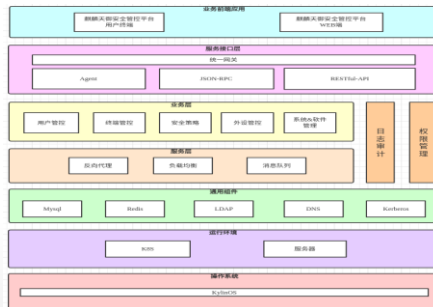 业务前端应用
麒麟天御安全管控平台
用户终端
麒麟天御安全管控平台
WEB端
服务接口层
统一网关
Agent
JSON-RPC
RESTful-API
业务层
用户管控
终端管控
安全策略
外设管控
系统&软件
管理
服务层
反向代理
负载均衡
消息队列
日志审计
权限管理
通用组件
Mysql
Redis
LDAP
DNS
Kerberos
运行环境
K8S
服务器
操作系统
KylinOS